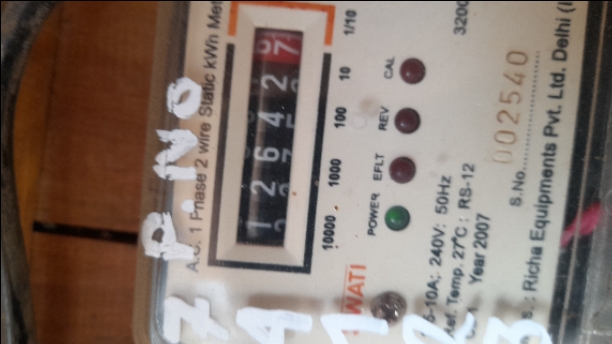 P.NO
A.C. 1 Phase 2 wire Static kWh Met
1 2 6 4 2 7
10000 1000 100 10 1/10
POWER EFLT REV CAL
WATI
5-10A; 240V: 50Hz
Ref. Temp. 27°C : RS-12
Year 2007
3200
S.No. 002540
: Richa Equipments Pvt. Ltd. Delhi (I